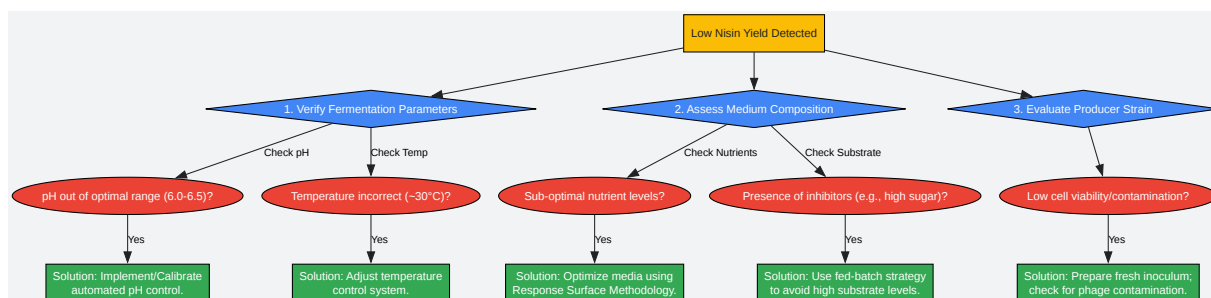 Low Nisin Yield Detected
1. Verify Fermentation Parameters
2. Assess Medium Composition
3. Evaluate Producer Strain
Check pH
Check Temp
Check Nutrients
Check Substrate
pH out of optimal range (6.0-6.5)?
Temperature incorrect (~30°C)?
Sub-optimal nutrient levels?
Presence of inhibitors (e.g., high sugar)?
Low cell viability/contamination?
Yes
Yes
Yes
Yes
Yes
Solution: Implement/Calibrate
automated pH control.
Solution: Adjust temperature
control system.
Solution: Optimize media using
Response Surface Methodology.
Solution: Use fed-batch strategy
to avoid high substrate levels.
Solution: Prepare fresh inoculum;
check for phage contamination.